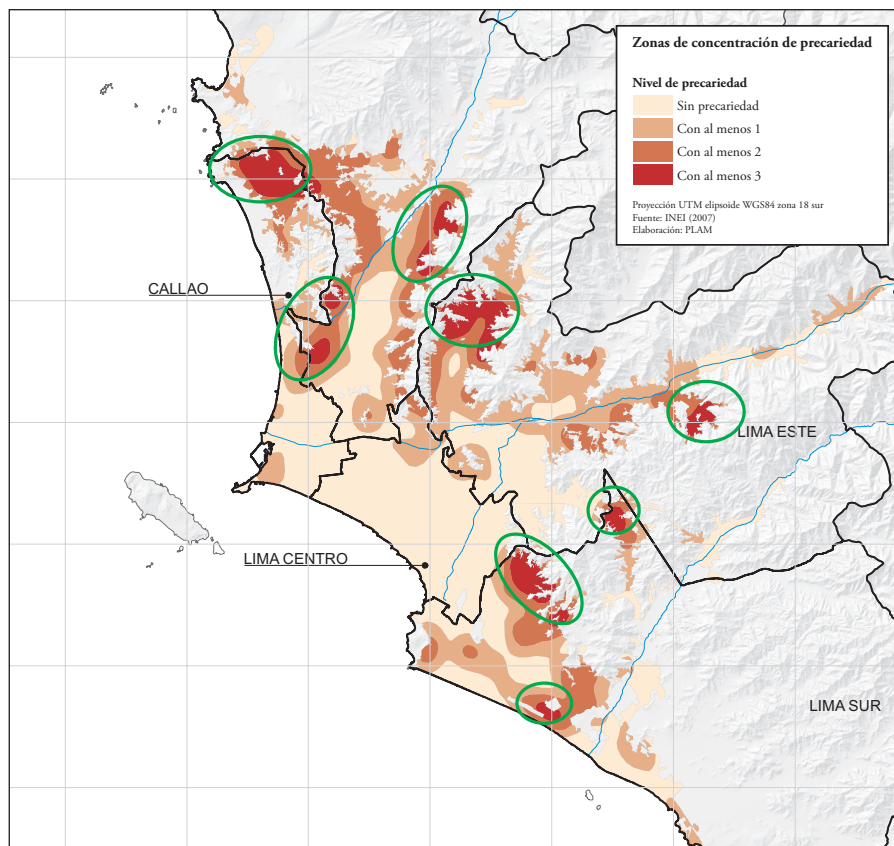 Zonas de concentración de precariedad
Nivel de precariedad
Sin precariedad
Con al menos 1
Con al menos 2
Con al menos 3
Proyección UTM elipsoide WGS84 zona 18 sur
Fuente: INEI (2007)
Elaboración: PLAM
CALLAO
LIMA ESTE
LIMA CENTRO
LIMA SUR